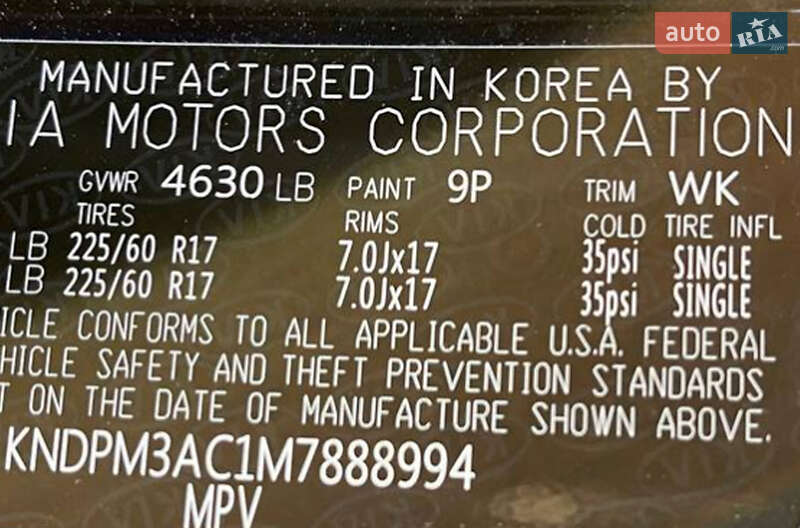 auto RIA .com
MANUFACTURED IN KOREA BY
IA MOTORS CORPORATION
GVWR 4630 LB PAINT 9P TRIM WK
TIRES RIMS COLD TIRE INFL
LB 225/60 R17 7.0Jx17 35psi SINGLE
LB 225/60 R17 7.0Jx17 35psi SINGLE
ICLE CONFORMS TO ALL APPLICABLE U.S.A. FEDERAL
HICLE SAFETY AND THEFT PREVENTION STANDARDS
T ON THE DATE OF MANUFACTURE SHOWN ABOVE.
KNDPM3AC1M7888994
MPV